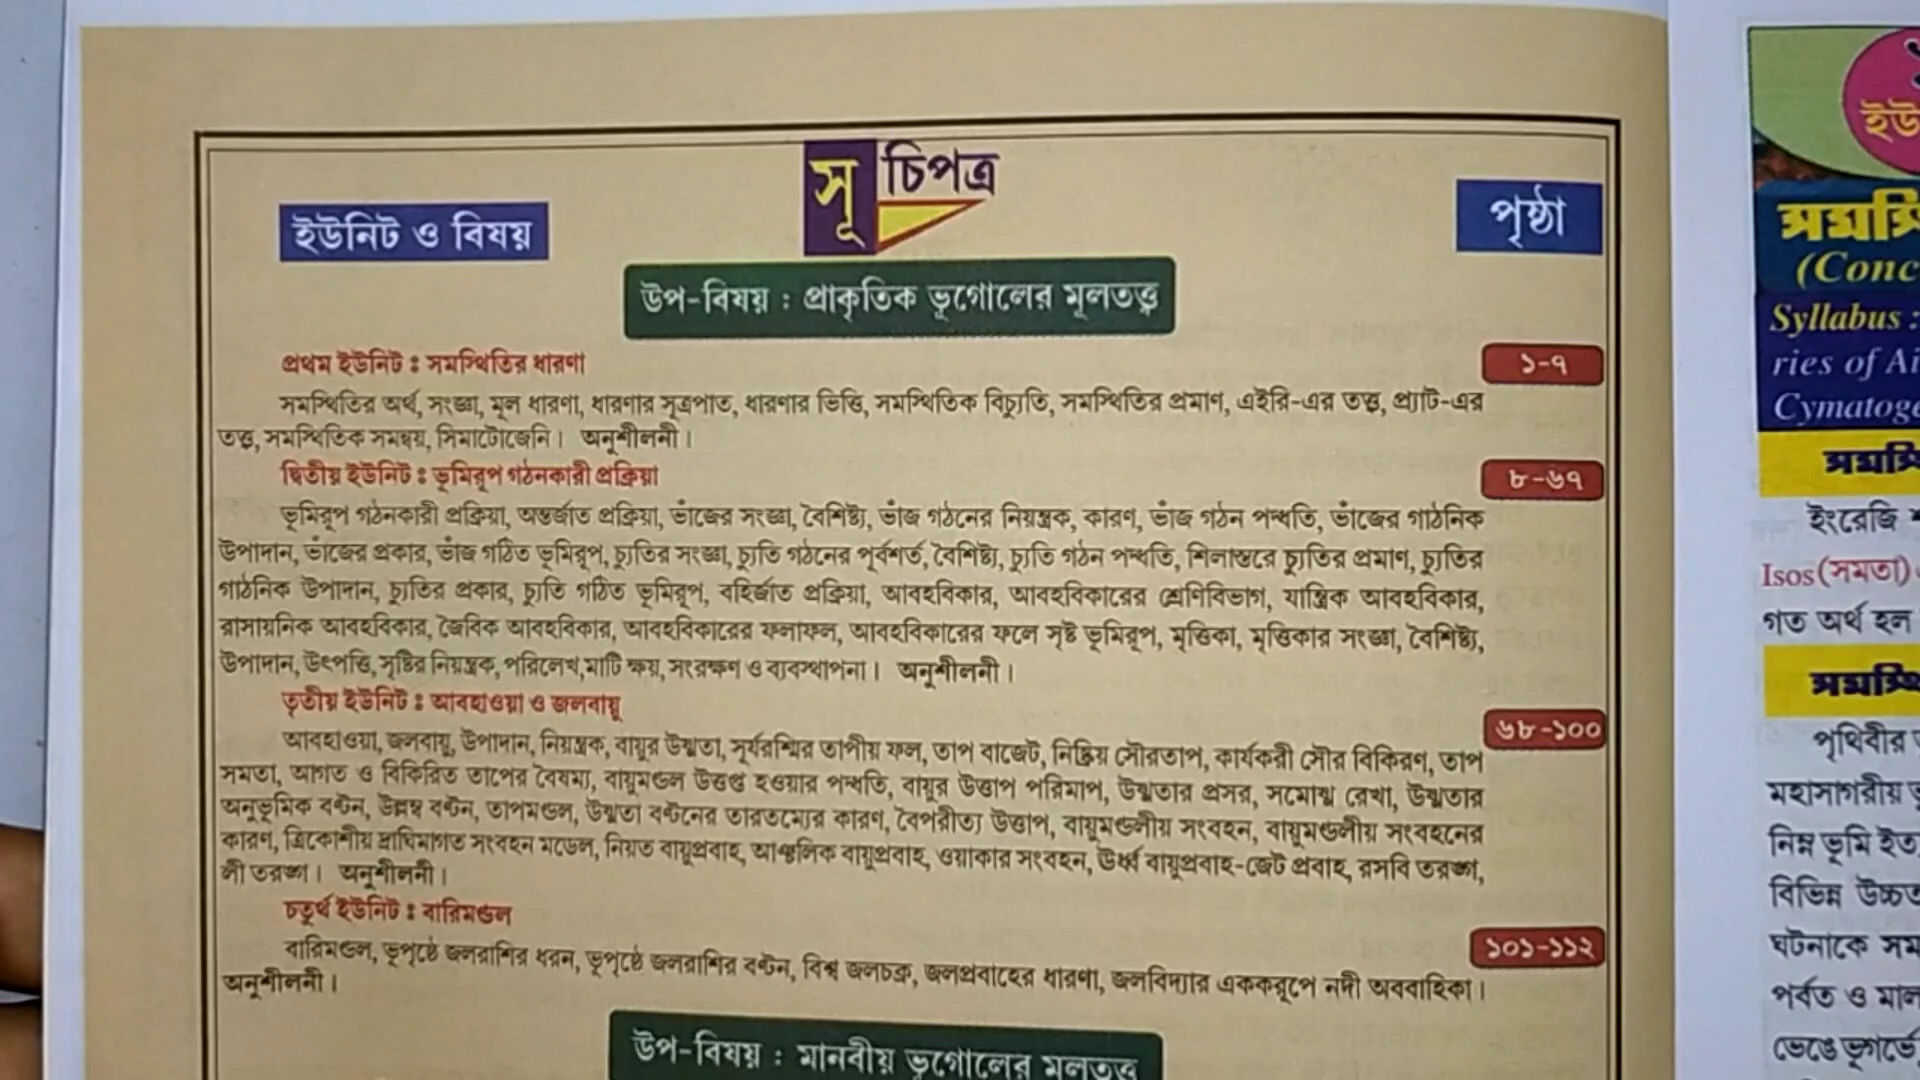 সূচিপত্র
ইউনিট ও বিষয়
পৃষ্ঠা
উপ-বিষয় : প্রাকৃতিক ভূগোলের মূলতত্ত্ব
প্রথম ইউনিট : সমস্থিতির ধারণা
১-৭
সমস্থিতির অর্থ, সংজ্ঞা, মূল ধারণা, ধারণার সূত্রপাত, ধারণার ভিত্তি, সমস্থিতিক বিচ্যুতি, সমস্থিতির প্রমাণ, এইরি-এর তত্ত্ব, প্র্যাট-এর
তত্ত্ব, সমস্থিতিক সমন্বয়, সিমাটোজেনি। অনুশীলনী।
দ্বিতীয় ইউনিট : ভূমিরূপ গঠনকারী প্রক্রিয়া
৮-৬৭
ভূমিরূপ গঠনকারী প্রক্রিয়া, অন্তর্জাত প্রক্রিয়া, ভাঁজের সংজ্ঞা, বৈশিষ্ট্য, ভাঁজ গঠনের নিয়ন্ত্রক, কারণ, ভাঁজ গঠন পদ্ধতি, ভাঁজের গাঠনিক
উপাদান, ভাঁজের প্রকার, ভাঁজ গঠিত ভূমিরূপ, চ্যুতির সংজ্ঞা, চ্যুতি গঠনের পূর্বশর্ত, বৈশিষ্ট্য, চ্যুতি গঠন পদ্ধতি, শিলাস্তরে চ্যুতির প্রমাণ, চ্যুতির
গাঠনিক উপাদান, চ্যুতির প্রকার, চ্যুতি গঠিত ভূমিরূপ, বহির্জাত প্রক্রিয়া, আবহবিকার, আবহবিকারের শ্রেণিবিভাগ, যান্ত্রিক আবহবিকার,
রাসায়নিক আবহবিকার, জৈবিক আবহবিকার, আবহবিকারের ফলাফল, আবহবিকারের ফলে সৃষ্ট ভূমিরূপ, মৃত্তিকা, মৃত্তিকার সংজ্ঞা, বৈশিষ্ট্য,
উপাদান, উৎপত্তি, সৃষ্টির নিয়ন্ত্রক, পরিলেখ, মাটি ক্ষয়, সংরক্ষণ ও ব্যবস্থাপনা। অনুশীলনী।
তৃতীয় ইউনিট : আবহাওয়া ও জলবায়ু
৬৮-১০০
আবহাওয়া, জলবায়ু, উপাদান, নিয়ন্ত্রক, বায়ুর উষ্ণতা, সূর্যরশ্মির তাপীয় ফল, তাপ বাজেট, নিষ্ক্রিয় সৌরতাপ, কার্যকরী সৌর বিকিরণ, তাপ
সমতা, আগত ও বিকিরিত তাপের বৈষম্য, বায়ুমণ্ডল উত্তপ্ত হওয়ার পদ্ধতি, বায়ুর উত্তাপ পরিমাপ, উষ্ণতার প্রসর, সমোষ্ণ রেখা, উষ্ণতার
অনুভূমিক বণ্টন, উল্লম্ব বণ্টন, তাপমণ্ডল, উষ্ণতা বণ্টনের তারতম্যের কারণ, বৈপরীত্য উত্তাপ, বায়ুমণ্ডলীয় সংবহন, বায়ুমণ্ডলীয় সংবহনের
কারণ, ত্রিকোশীয় দ্রাঘিমাগত সংবহন মডেল, নিয়ত বায়ুপ্রবাহ, আঞ্চলিক বায়ুপ্রবাহ, ওয়াকার সংবহন, ঊর্ধ্ব বায়ুপ্রবাহ-জেট প্রবাহ, রসবি তরঙ্গ,
লী তরঙ্গ। অনুশীলনী।
চতুর্থ ইউনিট : বারিমণ্ডল
১০১-১১২
বারিমণ্ডল, ভূপৃষ্ঠে জলরাশির ধরন, ভূপৃষ্ঠে জলরাশির বণ্টন, বিশ্ব জলচক্র, জলপ্রবাহের ধারণা, জলবিদ্যার এককরূপে নদী অববাহিকা।
অনুশীলনী।
উপ-বিষয় : মানবীয় ভূগোলের মূলতত্ত্ব
(Conc
Syllabus :
ries of Ai
Cymatoge
ইংরেজি
Isos(সমতা)
গত অর্থ হল
পৃথিবীর
মহাসাগরীয়
নিম্ন ভূমি ইত
বিভিন্ন উচ্চত
ঘটনাকে সম
পর্বত ও মাল
ভেঙে ভূগর্ভে